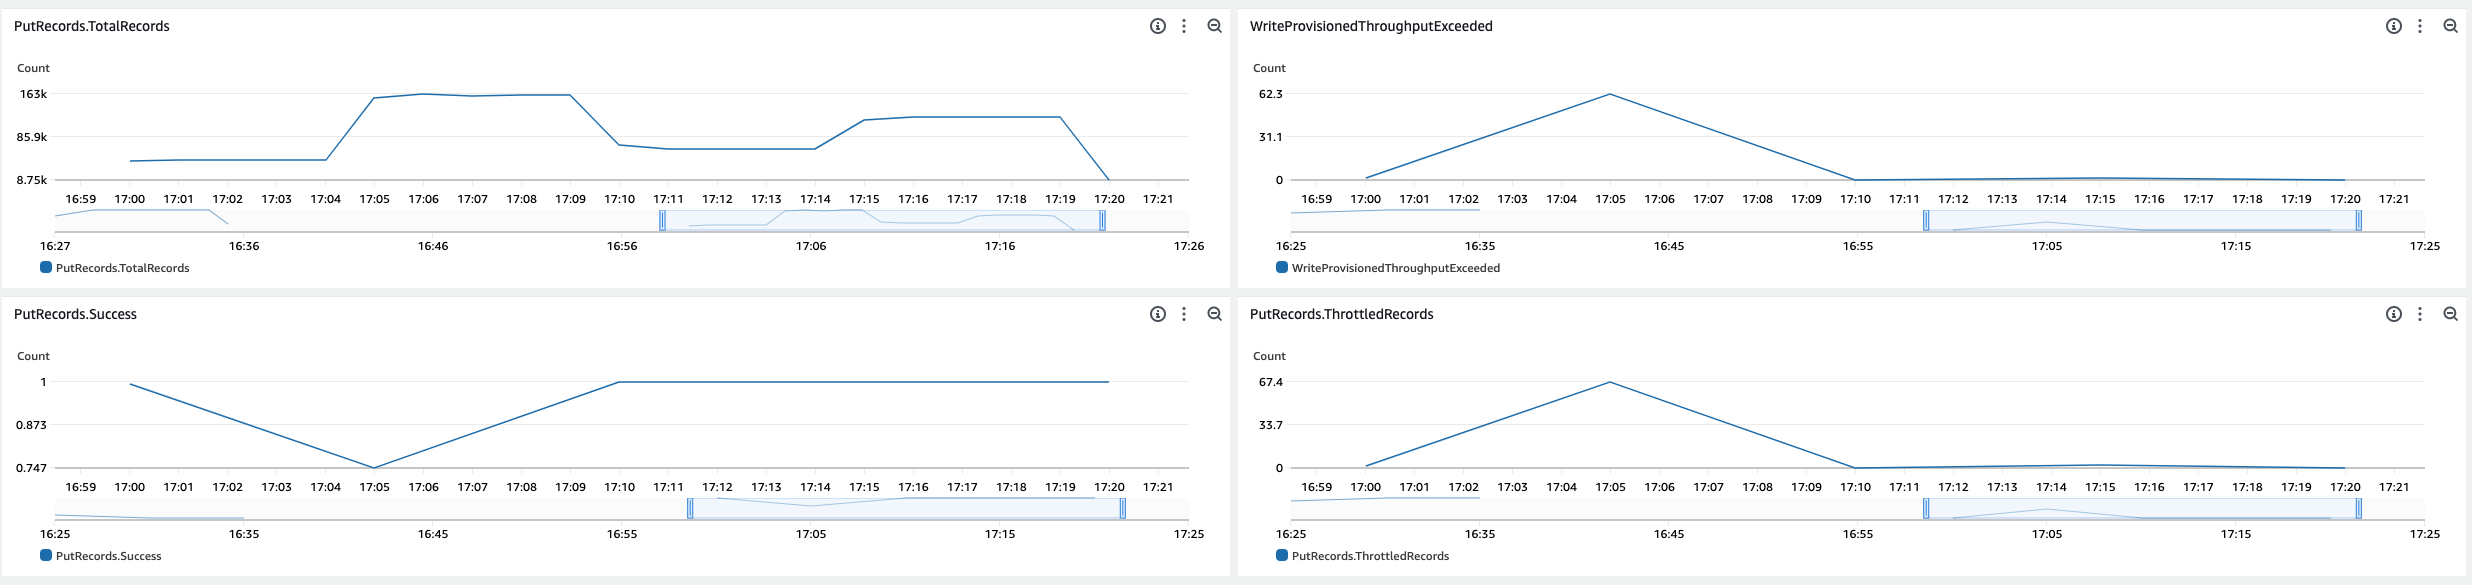 PutRecords.TotalRecords
Count
163k
85.9k
8.75k
16:59 17:00 17:01 17:02 17:03 17:04 17:05 17:06 17:07 17:08 17:09 17:10 17:11 17:12 17:13 17:14 17:15 17:16 17:17 17:18 17:19 17:20 17:21
16:27 16:36 16:46 16:56 17:06 17:16 17:26
PutRecords.TotalRecords
WriteProvisionedThroughputExceeded
Count
62.3
31.1
0
16:59 17:00 17:01 17:02 17:03 17:04 17:05 17:06 17:07 17:08 17:09 17:10 17:11 17:12 17:13 17:14 17:15 17:16 17:17 17:18 17:19 17:20 17:21
16:25 16:35 16:45 16:55 17:05 17:15 17:25
WriteProvisionedThroughputExceeded
PutRecords.Success
Count
1
0.873
0.747
16:59 17:00 17:01 17:02 17:03 17:04 17:05 17:06 17:07 17:08 17:09 17:10 17:11 17:12 17:13 17:14 17:15 17:16 17:17 17:18 17:19 17:20 17:21
16:25 16:35 16:45 16:55 17:05 17:15 17:25
PutRecords.Success
PutRecords.ThrottledRecords
Count
67.4
33.7
0
16:59 17:00 17:01 17:02 17:03 17:04 17:05 17:06 17:07 17:08 17:09 17:10 17:11 17:12 17:13 17:14 17:15 17:16 17:17 17:18 17:19 17:20 17:21
16:25 16:35 16:45 16:55 17:05 17:15 17:25
PutRecords.ThrottledRecords